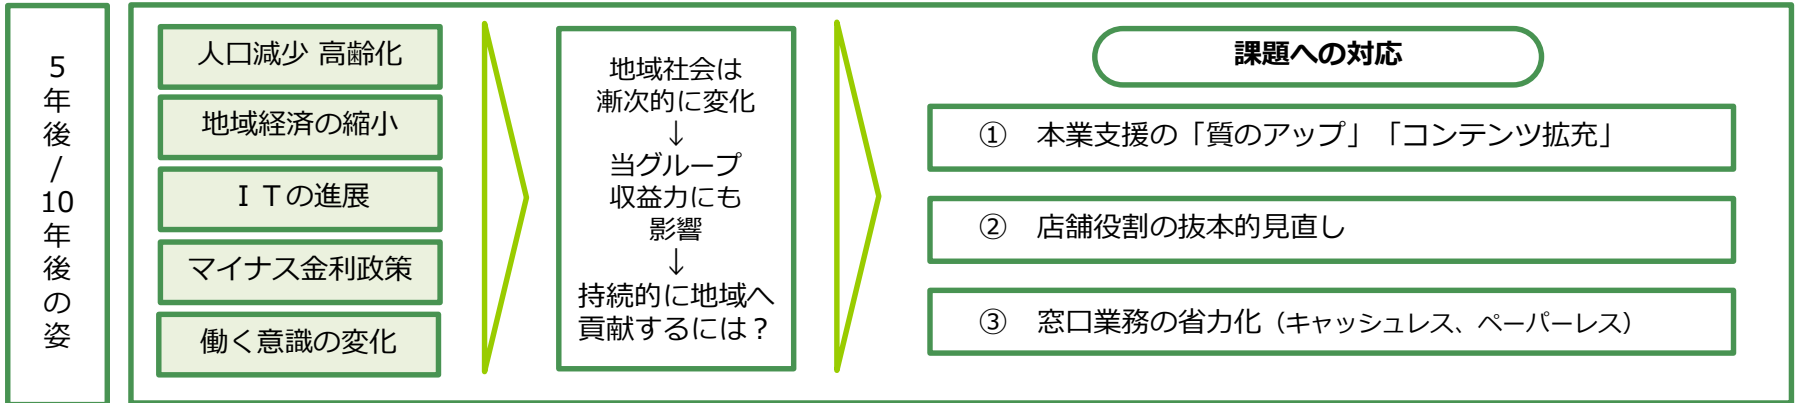 5年後/10年後の姿
人口減少 高齢化
地域経済の縮小
ＩＴの進展
マイナス金利政策
働く意識の変化
地域社会は
漸次的に変化
↓
当グループ
収益力にも
影響
↓
持続的に地域へ
貢献するには？
課題への対応
① 本業支援の「質のアップ」「コンテンツ拡充」
② 店舗役割の抜本的見直し
③ 窓口業務の省力化（キャッシュレス、ペーパーレス）